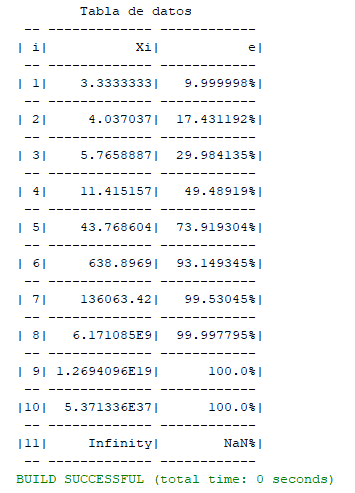 Tabla de datos
-- ------------- ------------
| i|           Xi|           e|
-- ------------- ------------
| 1|    3.3333333|   9.999998%|
-- ------------- ------------
| 2|     4.037037|  17.431192%|
-- ------------- ------------
| 3|    5.7658887|  29.984135%|
-- ------------- ------------
| 4|    11.415157|   49.48919%|
-- ------------- ------------
| 5|    43.768604|  73.919304%|
-- ------------- ------------
| 6|     638.8969|  93.149345%|
-- ------------- ------------
| 7|    136063.42|   99.53045%|
-- ------------- ------------
| 8|   6.171085E9|  99.997795%|
-- ------------- ------------
| 9| 1.2694096E19|      100.0%|
-- ------------- ------------
|10|  5.371336E37|      100.0%|
-- ------------- ------------
|11|     Infinity|        NaN%|
-- ------------- ------------
BUILD SUCCESSFUL (total time: 0 seconds)